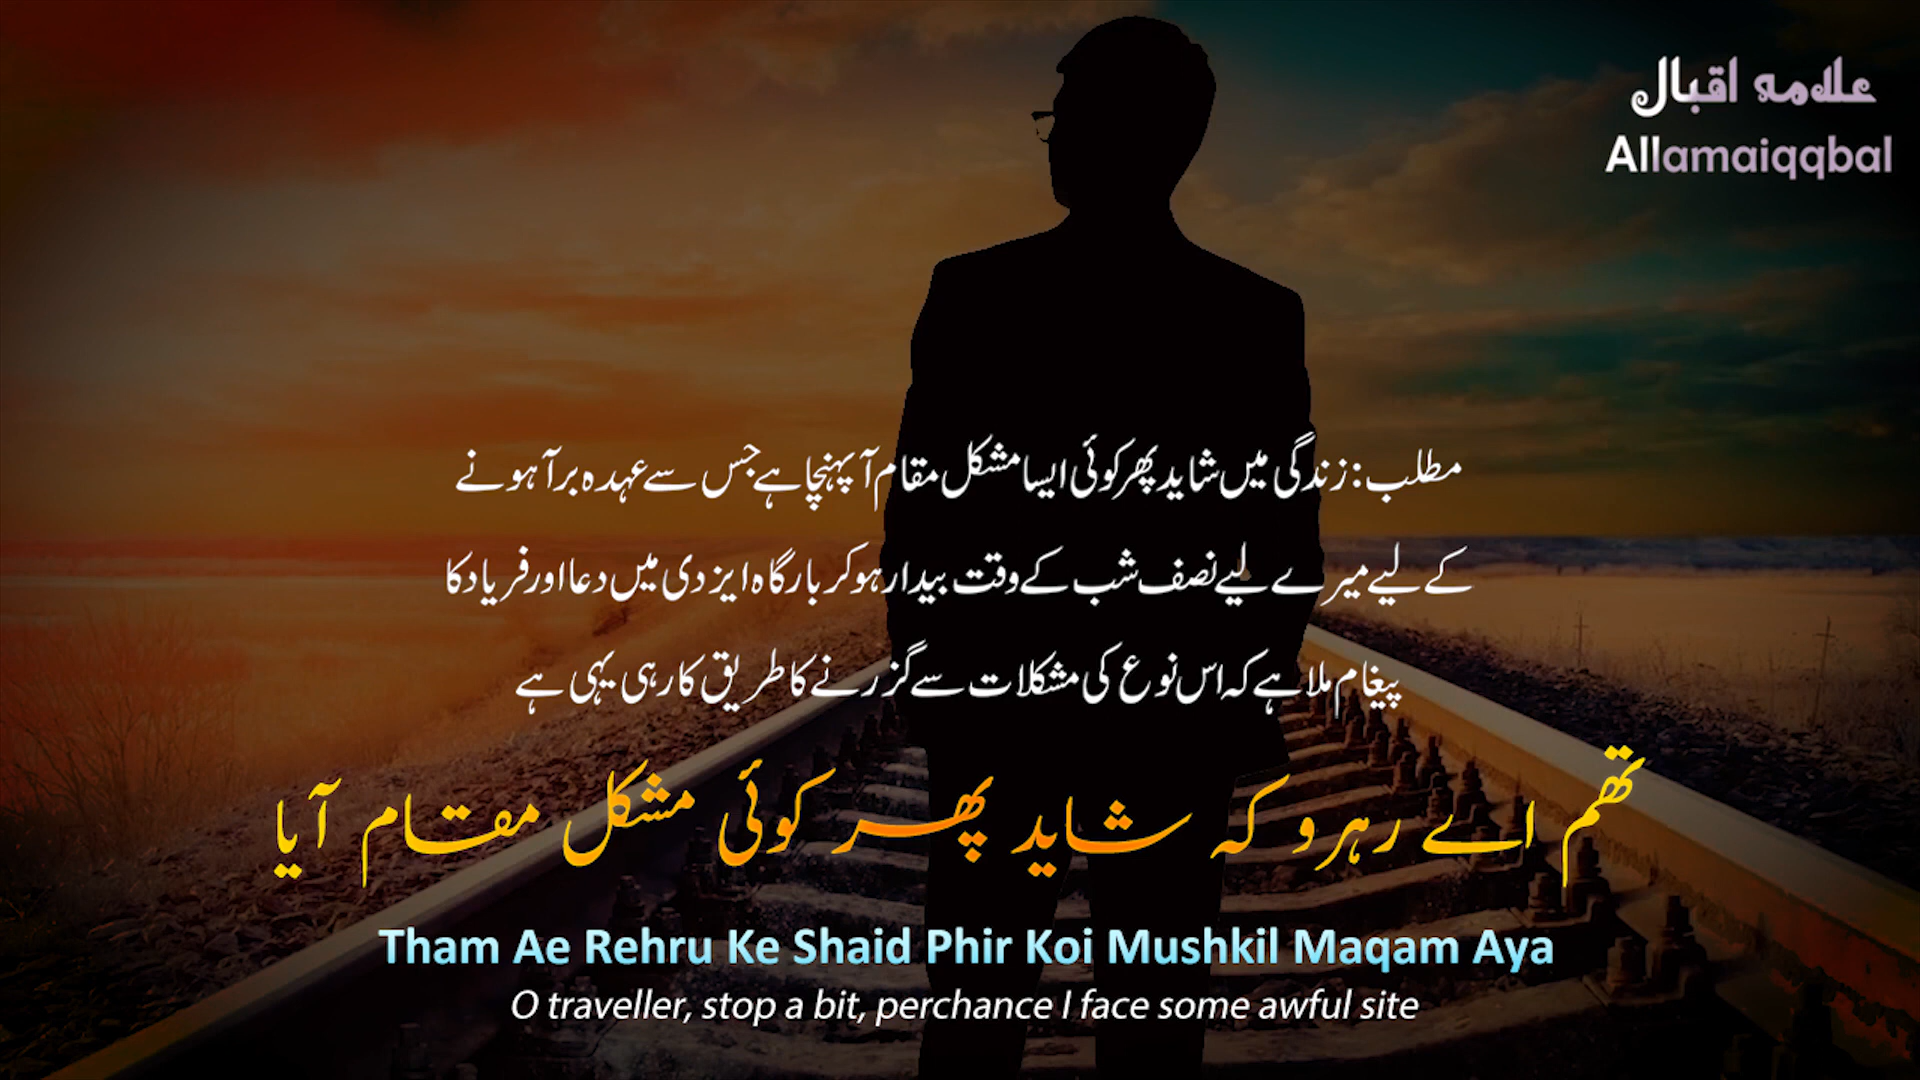 علامہ اقبال
Allamaiqqbal
مطلب: زندگی میں شاید پھر کوئی ایسا مشکل مقام آ پہنچا ہے جس سے عہدہ برآ ہونے
کے لیے میرے لیے نصف شب کے وقت بیدار ہو کر بارگاہ ایزدی میں دعا اور فریاد کا
پیغام ملا ہے کہ اس نوع کی مشکلات سے گزرنے کا طریق کار ہی یہی ہے
تھم اے رہرو کہ شاید پھر کوئی مشکل مقام آیا
Tham Ae Rehru Ke Shaid Phir Koi Mushkil Maqam Aya
O traveller, stop a bit, perchance I face some awful site